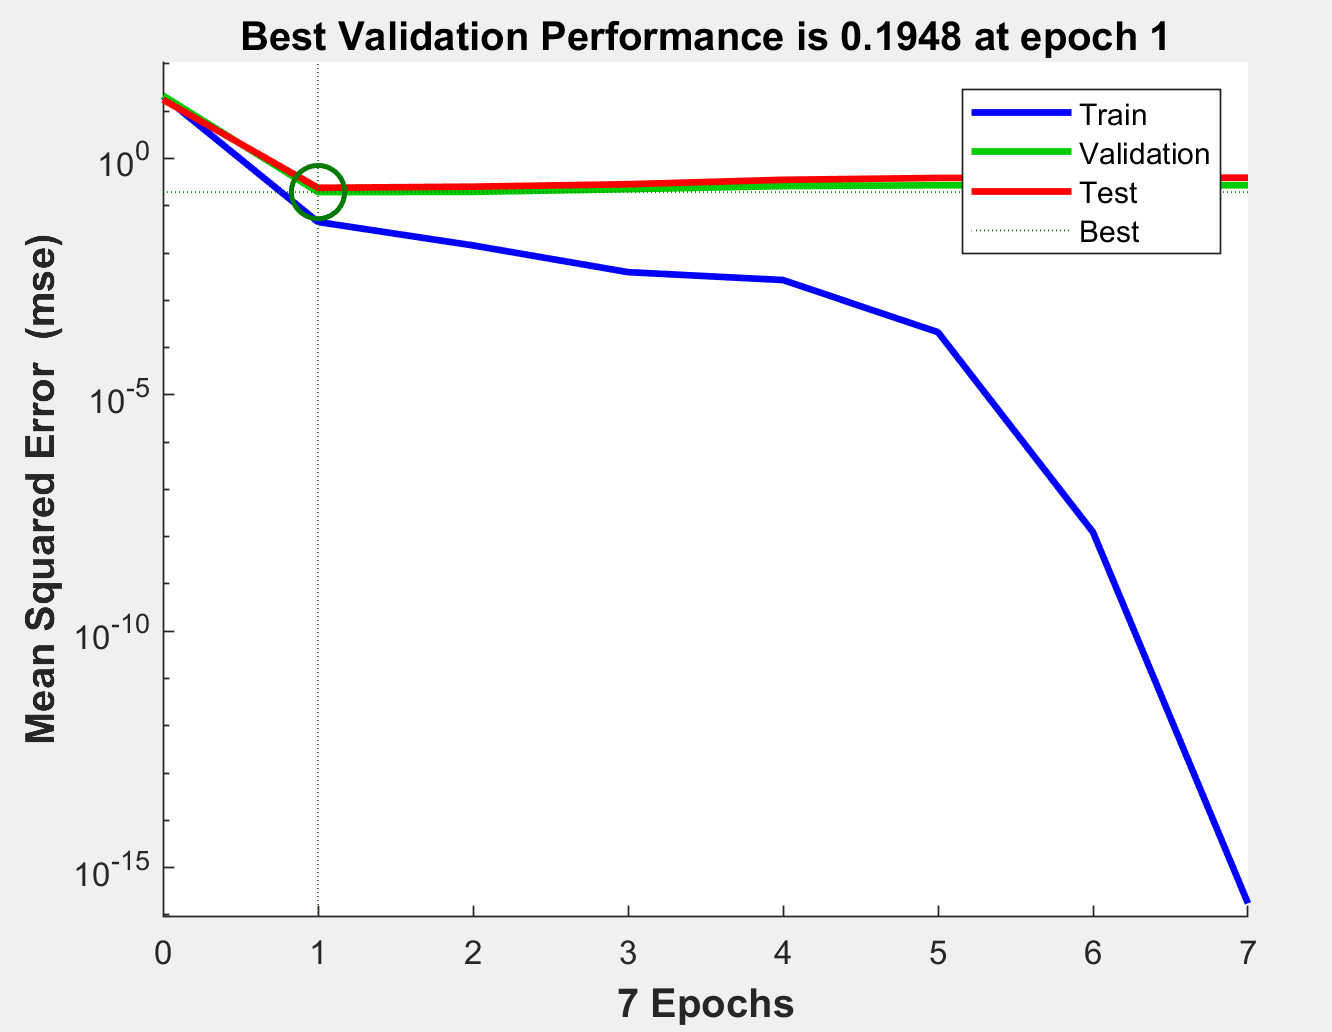 Best Validation Performance is 0.1948 at epoch 1
Train
Validation
Test
Best
10^0
10^-5
10^-10
10^-15
Mean Squared Error (mse)
0 1 2 3 4 5 6 7
7 Epochs